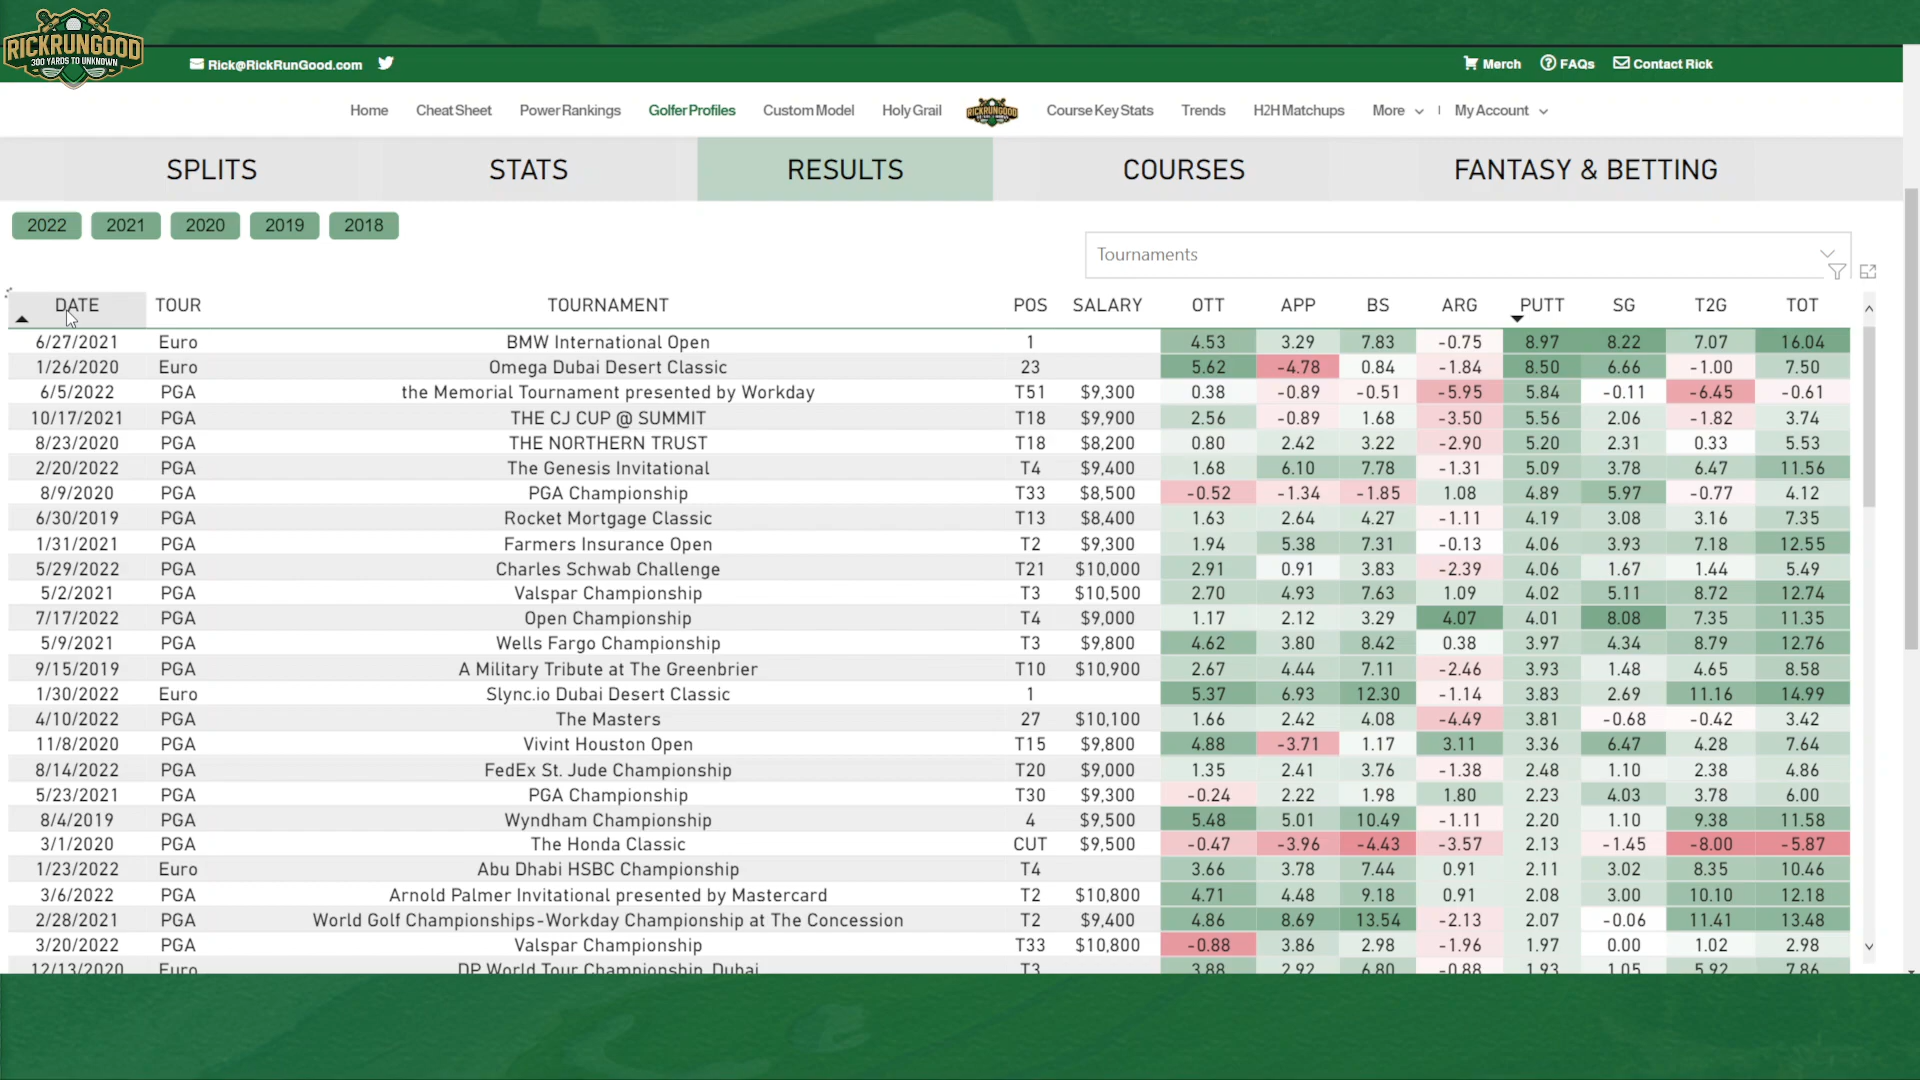 RICKRUNGOOD
300 YARDS TO UNKNOWN
Rick@RickRunGood.com Merch FAQs Contact Rick
Home Cheat Sheet Power Rankings Golfer Profiles Custom Model Holy Grail RICKRUNGOOD Course Key Stats Trends H2H Matchups More | My Account
SPLITS STATS RESULTS COURSES FANTASY & BETTING
2022 2021 2020 2019 2018
Tournaments
DATE TOUR TOURNAMENT POS SALARY OTT APP BS ARG PUTT SG T2G TOT
6/27/2021 Euro BMW International Open 1 4.53 3.29 7.83 -0.75 8.97 8.22 7.07 16.04
1/26/2020 Euro Omega Dubai Desert Classic 23 5.62 -4.78 0.84 -1.84 8.50 6.66 -1.00 7.50
6/5/2022 PGA the Memorial Tournament presented by Workday T51 $9,300 0.38 -0.89 -0.51 -5.95 5.84 -0.11 -6.45 -0.61
10/17/2021 PGA THE CJ CUP @ SUMMIT T18 $9,900 2.56 -0.89 1.68 -3.50 5.56 2.06 -1.82 3.74
8/23/2020 PGA THE NORTHERN TRUST T18 $8,200 0.80 2.42 3.22 -2.90 5.20 2.31 0.33 5.53
2/20/2022 PGA The Genesis Invitational T4 $9,400 1.68 6.10 7.78 -1.31 5.09 3.78 6.47 11.56
8/9/2020 PGA PGA Championship T33 $8,500 -0.52 -1.34 -1.85 1.08 4.89 5.97 -0.77 4.12
6/30/2019 PGA Rocket Mortgage Classic T13 $8,400 1.63 2.64 4.27 -1.11 4.19 3.08 3.16 7.35
1/31/2021 PGA Farmers Insurance Open T2 $9,300 1.94 5.38 7.31 -0.13 4.06 3.93 7.18 12.55
5/29/2022 PGA Charles Schwab Challenge T21 $10,000 2.91 0.91 3.83 -2.39 4.06 1.67 1.44 5.49
5/2/2021 PGA Valspar Championship T3 $10,500 2.70 4.93 7.63 1.09 4.02 5.11 8.72 12.74
7/17/2022 PGA Open Championship T4 $9,000 1.17 2.12 3.29 4.07 4.01 8.08 7.35 11.35
5/9/2021 PGA Wells Fargo Championship T3 $9,800 4.62 3.80 8.42 0.38 3.97 4.34 8.79 12.76
9/15/2019 PGA A Military Tribute at The Greenbrier T10 $10,900 2.67 4.44 7.11 -2.46 3.93 1.48 4.65 8.58
1/30/2022 Euro Slync.io Dubai Desert Classic 1 5.37 6.93 12.30 -1.14 3.83 2.69 11.16 14.99
4/10/2022 PGA The Masters 27 $10,100 1.66 2.42 4.08 -4.49 3.81 -0.68 -0.42 3.42
11/8/2020 PGA Vivint Houston Open T15 $9,800 4.88 -3.71 1.17 3.11 3.36 6.47 4.28 7.64
8/14/2022 PGA FedEx St. Jude Championship T20 $9,000 1.35 2.41 3.76 -1.38 2.48 1.10 2.38 4.86
5/23/2021 PGA PGA Championship T30 $9,300 -0.24 2.22 1.98 1.80 2.23 4.03 3.78 6.00
8/4/2019 PGA Wyndham Championship 4 $9,500 5.48 5.01 10.49 -1.11 2.20 1.10 9.38 11.58
3/1/2020 PGA The Honda Classic CUT $9,500 -0.47 -3.96 -4.43 -3.57 2.13 -1.45 -8.00 -5.87
1/23/2022 Euro Abu Dhabi HSBC Championship T4 3.66 3.78 7.44 0.91 2.11 3.02 8.35 10.46
3/6/2022 PGA Arnold Palmer Invitational presented by Mastercard T2 $10,800 4.71 4.48 9.18 0.91 2.08 3.00 10.10 12.18
2/28/2021 PGA World Golf Championships-Workday Championship at The Concession T2 $9,400 4.86 8.69 13.54 -2.13 2.07 -0.06 11.41 13.48
3/20/2022 PGA Valspar Championship T33 $10,800 -0.88 3.86 2.98 -1.96 1.97 0.00 1.02 2.98
12/13/2020 Euro DP World Tour Championship, Dubai T3 3.88 2.92 6.80 -0.88 1.93 1.05 5.92 7.86